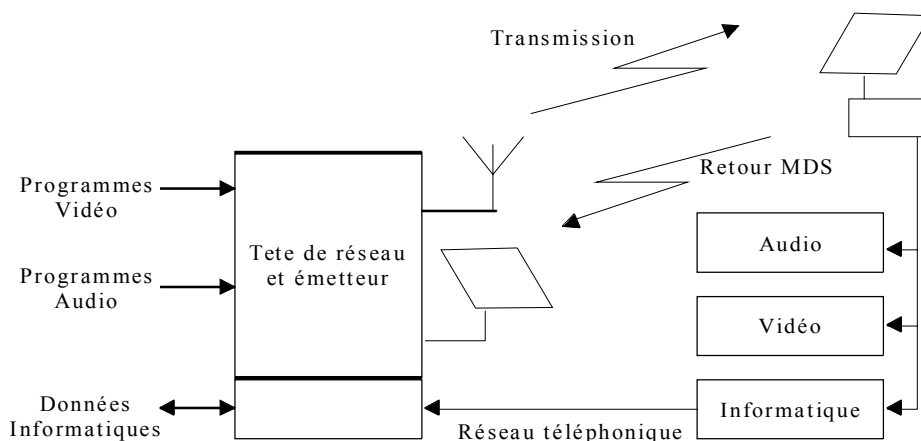 Transmission
Retour MDS
Programmes
Vidéo
Tete de réseau
et émetteur
Audio
Programmes
Audio
Vidéo
Données
Informatiques
Réseau téléphonique
Informatique